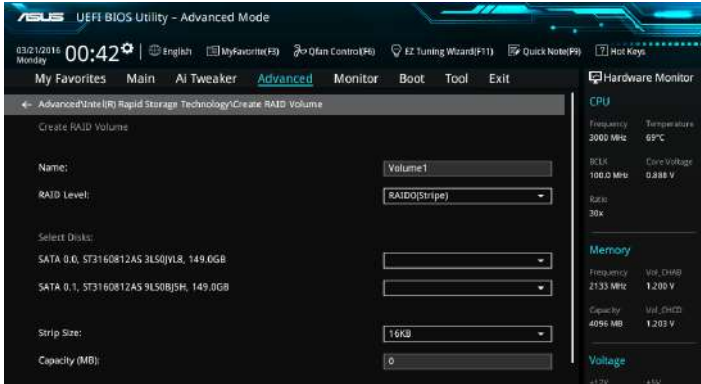 ASUS UEFI BIOS Utility – Advanced Mode
03/21/2016 Monday 00:42 English MyFavorite(F3) Qfan Control(F6) EZ Tuning Wizard(F11) Quick Note(F9) ? Hot Keys
My Favorites Main Ai Tweaker Advanced Monitor Boot Tool Exit
Hardware Monitor
← Advanced\Intel(R) Rapid Storage Technology\Create RAID Volume
Create RAID Volume
Name: Volume1
RAID Level: RAID0(Stripe)
Select Disks:
SATA 0.0, ST3160812AS 3LS0JVL8, 149.0GB
SATA 0.1, ST3160812AS 9LS0BJ5H, 149.0GB
Strip Size: 16KB
Capacity (MB): 0
CPU
Frequency Temperature
3000 MHz 69°C
BCLK Core Voltage
100.0 MHz 0.888 V
Ratio
30x
Memory
Frequency Vol_CHAB
2133 MHz 1.200 V
Capacity Vol_CHCD
4096 MB 1.203 V
Voltage
+12V +5V